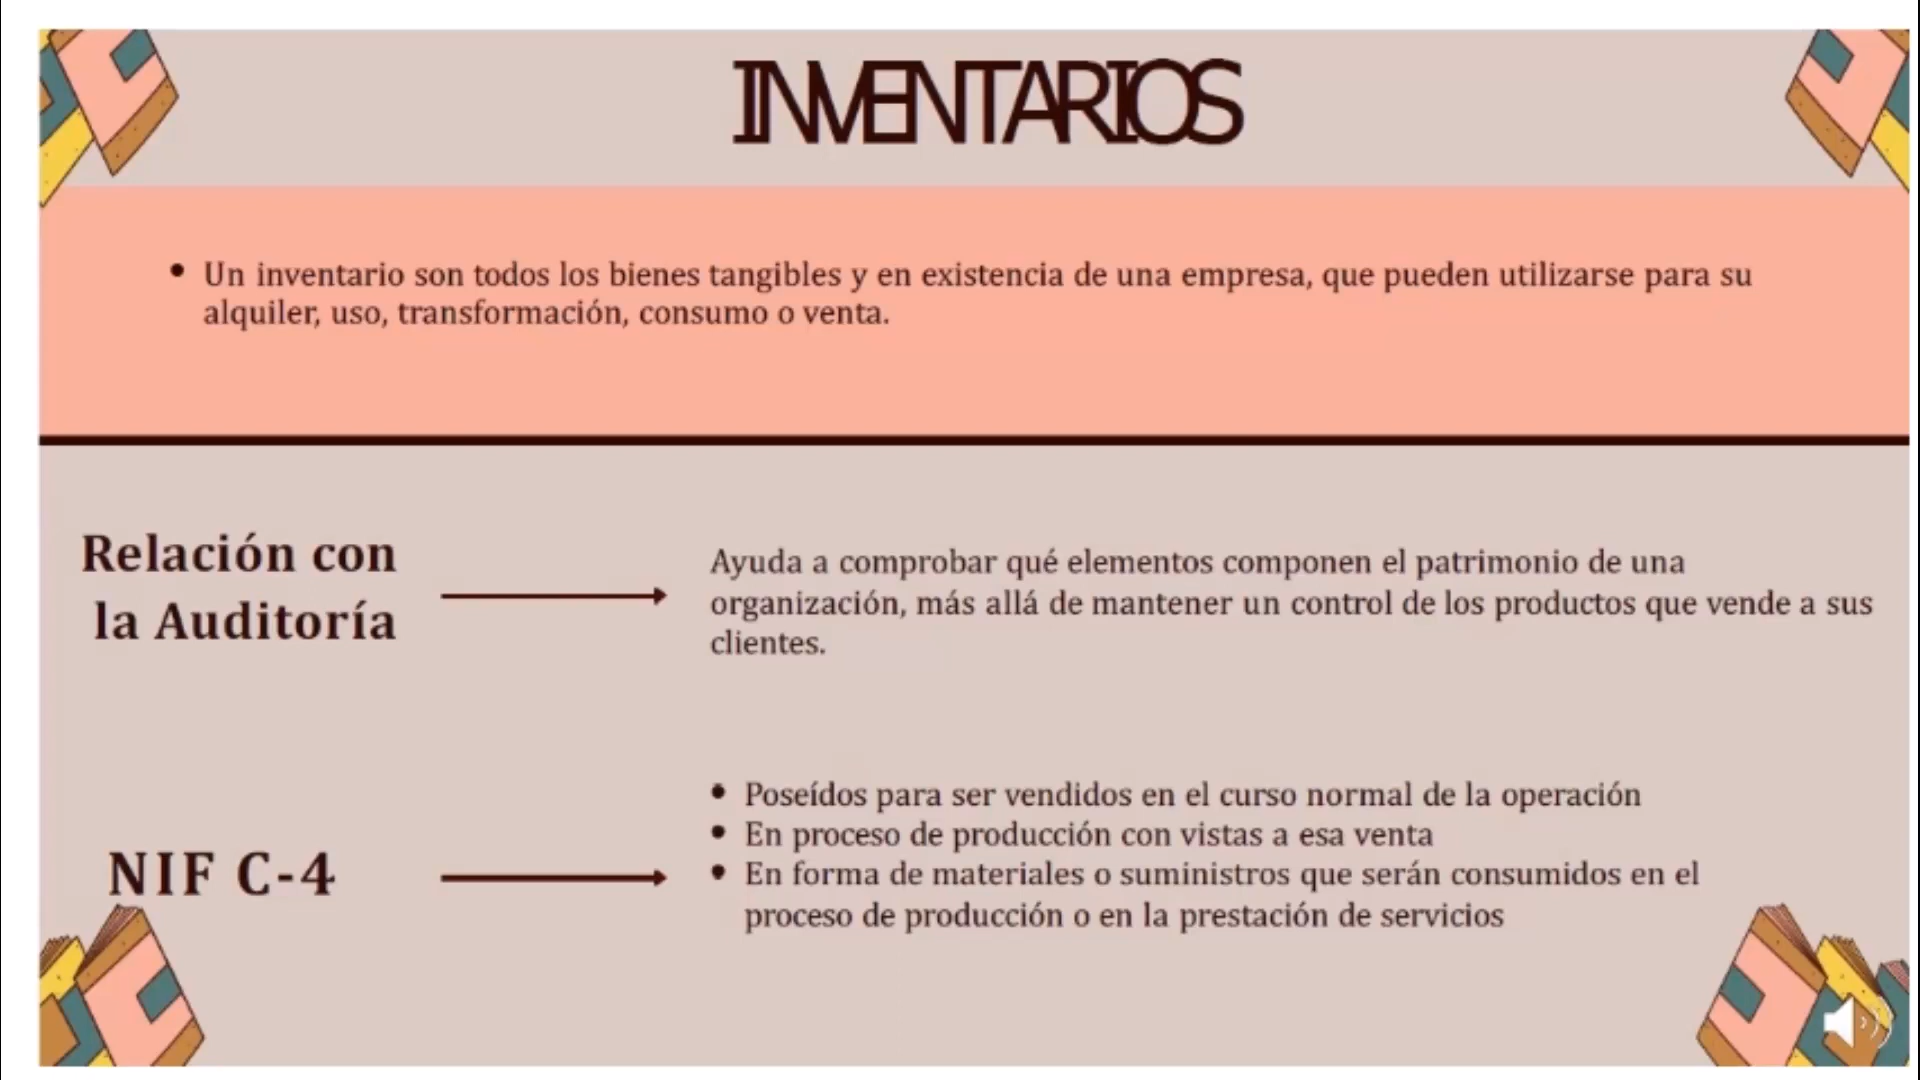 INVENTARIOS
• Un inventario son todos los bienes tangibles y en existencia de una empresa, que pueden utilizarse para su
alquiler, uso, transformación, consumo o venta.
Relación con
la Auditoría
Ayuda a comprobar qué elementos componen el patrimonio de una
organización, más allá de mantener un control de los productos que vende a sus
clientes.
NIF C-4
• Poseídos para ser vendidos en el curso normal de la operación
• En proceso de producción con vistas a esa venta
• En forma de materiales o suministros que serán consumidos en el
proceso de producción o en la prestación de servicios